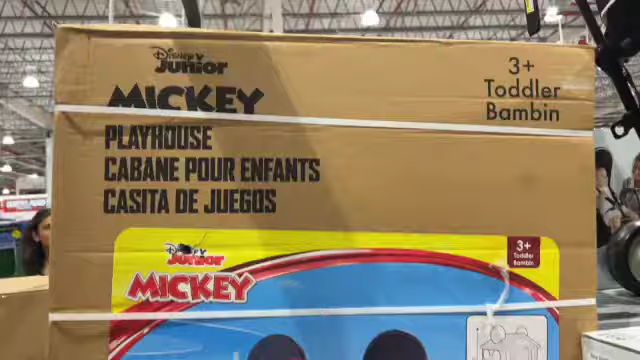 Disney
Junior
MICKEY
3+
Toddler
Bambin
PLAYHOUSE
CABANE POUR ENFANTS
CASITA DE JUEGOS
Disney
Junior
MICKEY
3+
Toddler
Bambin